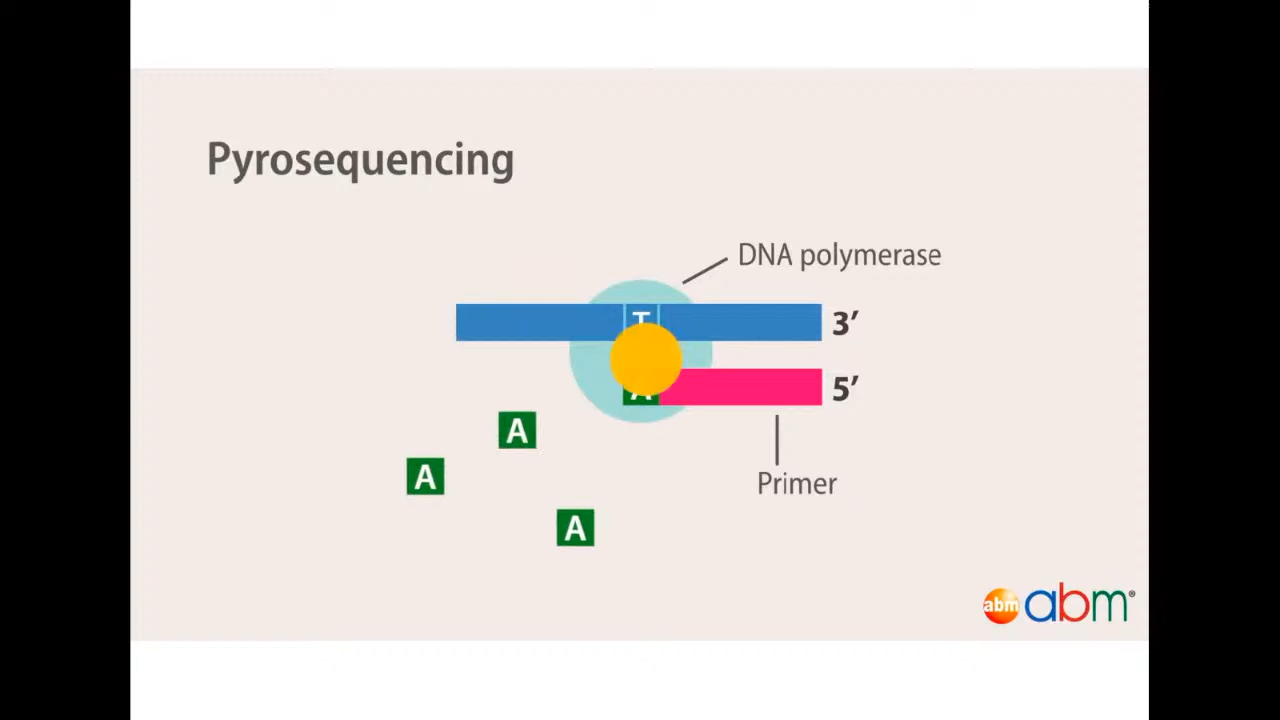 Pyrosequencing
DNA polymerase
T
3′
A
5′
A
A
Primer
A
abm abm®